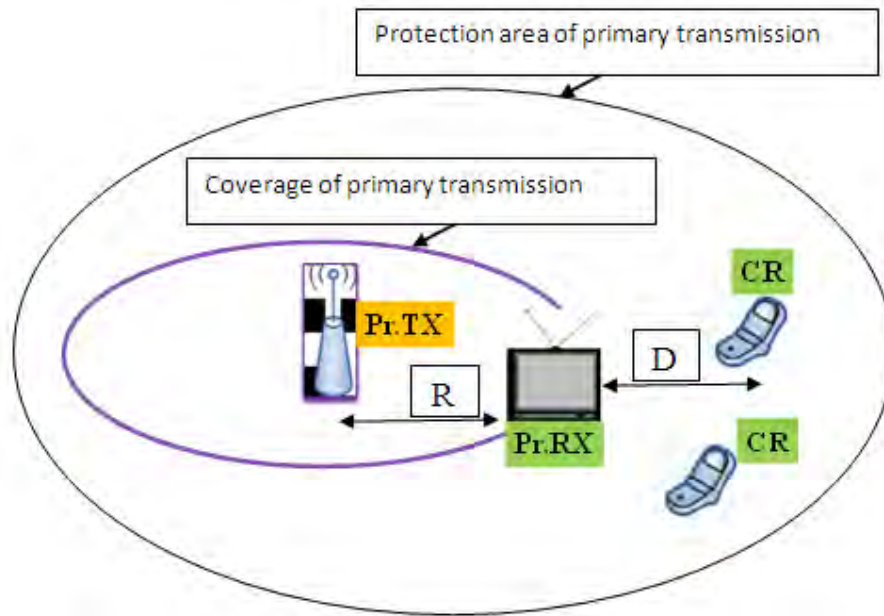 Protection area of primary transmission
Coverage of primary transmission
CR
Pr.TX
D
R
Pr.RX
CR